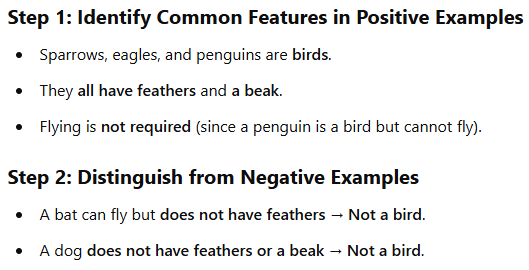 Step 1: Identify Common Features in Positive Examples
• Sparrows, eagles, and penguins are birds.
• They all have feathers and a beak.
• Flying is not required (since a penguin is a bird but cannot fly).
Step 2: Distinguish from Negative Examples
• A bat can fly but does not have feathers → Not a bird.
• A dog does not have feathers or a beak → Not a bird.